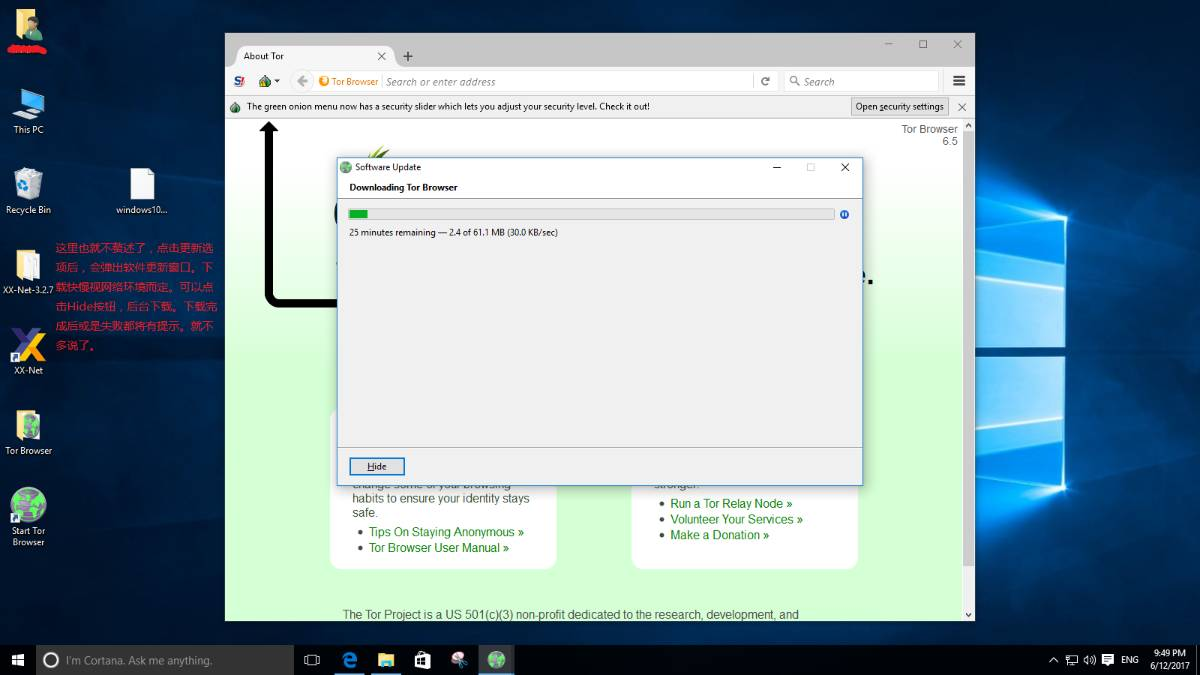 About Tor
Tor Browser
Search or enter address
Search
The green onion menu now has a security slider which lets you adjust your security level. Check it out!
Open security settings
Tor Browser
6.5
Software Update
Downloading Tor Browser
25 minutes remaining — 2.4 of 61.1 MB (30.0 KB/sec)
Hide
e.
change some of your browsing
habits to ensure your identity stays
safe.
Tips On Staying Anonymous »
Tor Browser User Manual »
stronger.
Run a Tor Relay Node »
Volunteer Your Services »
Make a Donation »
The Tor Project is a US 501(c)(3) non-profit dedicated to the research, development, and
This PC
Recycle Bin
windows10...
XX-Net-3.2.7
XX-Net
Tor Browser
Start Tor
Browser
这里也就不赘述了，点击更新选
项后，会弹出软件更新窗口。下
载快慢视网络环境而定。可以点
击Hide按钮，后台下载。下载完
成后或是失败都将有提示。就不
多说了。
I'm Cortana. Ask me anything.
ENG
9:49 PM
6/12/2017